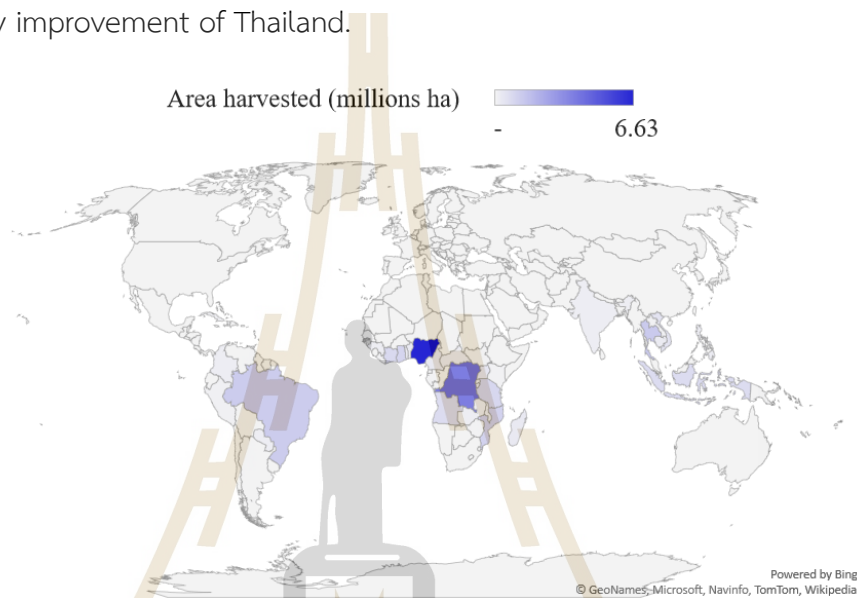 y improvement of Thailand.
Area harvested (millions ha)
-
6.63
Powered by Bing
© GeoNames, Microsoft, Navinfo, TomTom, Wikipedia